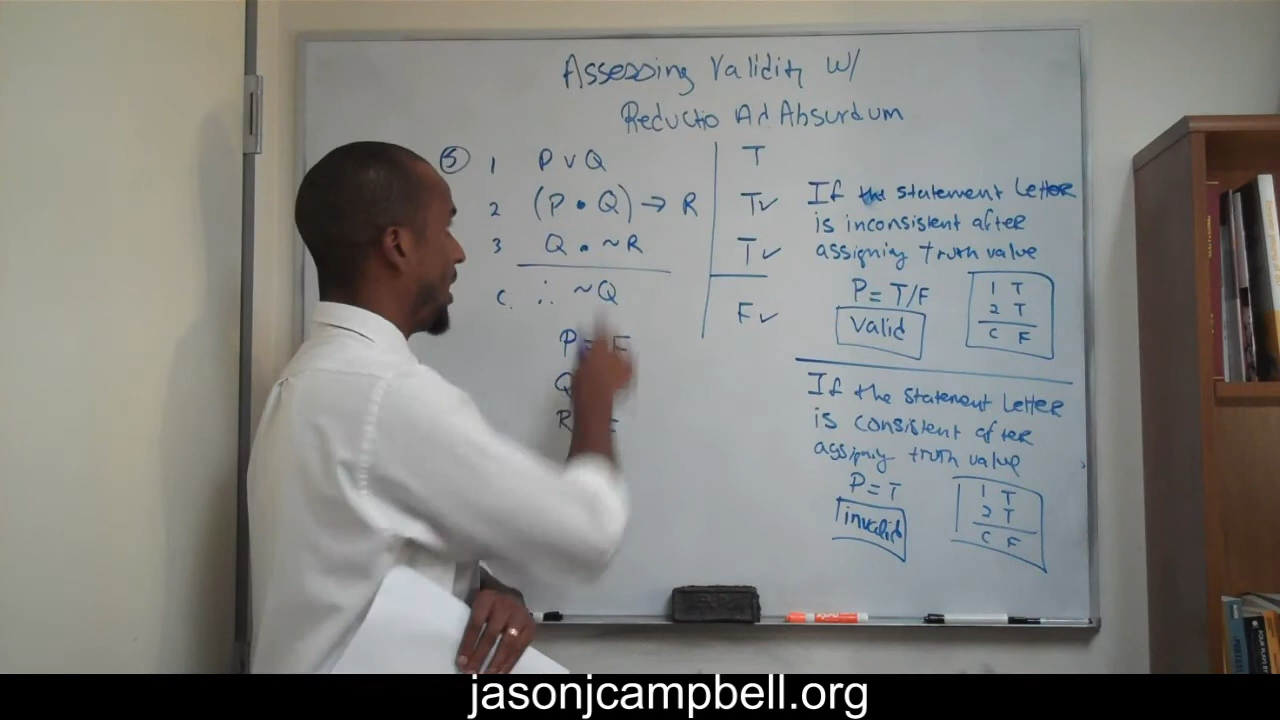 Assessing Validity W/
Reductio Ad Absurdum
5 1 P v Q T
2 (P • Q) → R T✓
3 Q • ~R T✓
C. ∴ ~Q F✓
P = F
Q
R
If the statement Letter
is inconsistent after
assigning truth value
P = T/F
Valid
1 T
2 T
C F
If the statement Letter
is consistent after
assigning truth value
P = T
invalid
1 T
2 T
C F
jasonjcampbell.org